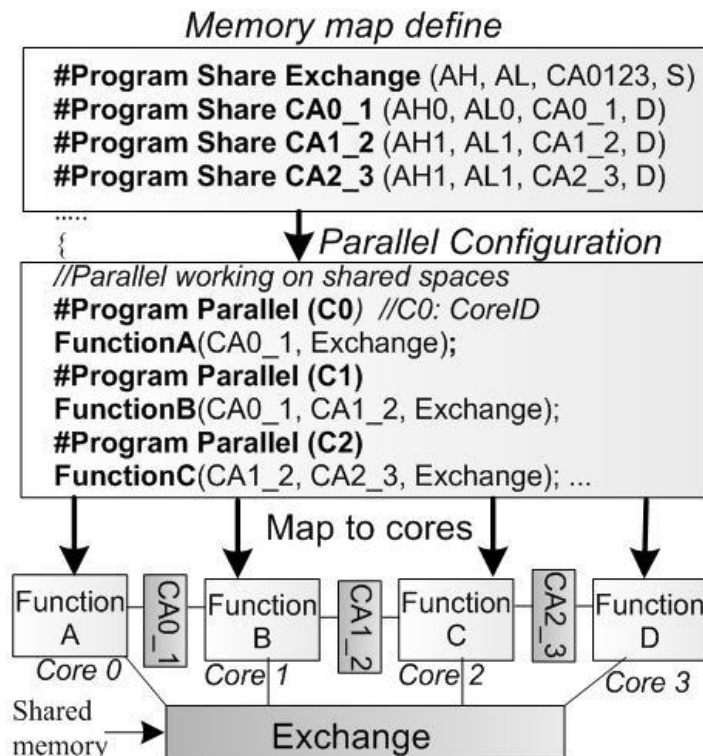 Memory map define
#Program Share Exchange (AH, AL, CA0123, S)
#Program Share CA0_1 (AH0, AL0, CA0_1, D)
#Program Share CA1_2 (AH1, AL1, CA1_2, D)
#Program Share CA2_3 (AH1, AL1, CA2_3, D)
.....
{
Parallel Configuration
//Parallel working on shared spaces
#Program Parallel (C0) //C0: CoreID
FunctionA(CA0_1, Exchange);
#Program Parallel (C1)
FunctionB(CA0_1, CA1_2, Exchange);
#Program Parallel (C2)
FunctionC(CA1_2, CA2_3, Exchange); ...
Map to cores
Function
A
CA0_1
Function
B
CA1_2
Function
C
CA2_3
Function
D
Core 0
Core 1
Core 2
Core 3
Shared
memory
Exchange